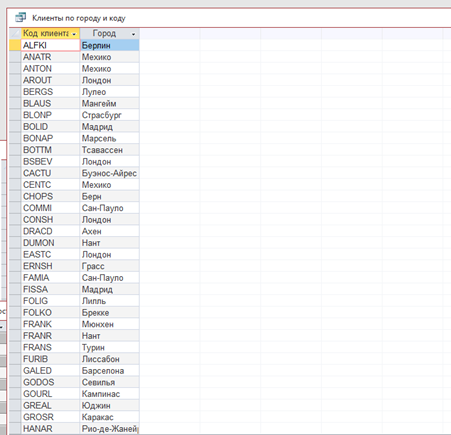 Клиенты по городу и коду
Код клиента Город
ALFKI Берлин
ANATR Мехико
ANTON Мехико
AROUT Лондон
BERGS Лулео
BLAUS Мангейм
BLONP Страсбург
BOLID Мадрид
BONAP Марсель
BOTTM Тсавассен
BSBEV Лондон
CACTU Буэнос-Айрес
CENTC Мехико
CHOPS Берн
COMMI Сан-Пауло
CONSH Лондон
DRACD Ахен
DUMON Нант
EASTC Лондон
ERNSH Грасс
FAMIA Сан-Пауло
FISSA Мадрид
FOLIG Лилль
FOLKO Брекке
FRANK Мюнхен
FRANR Нант
FRANS Турин
FURIB Лиссабон
GALED Барселона
GODOS Севилья
GOURL Кампинас
GREAL Юджин
GROSR Каракас
HANAR Рио-де-Жаней